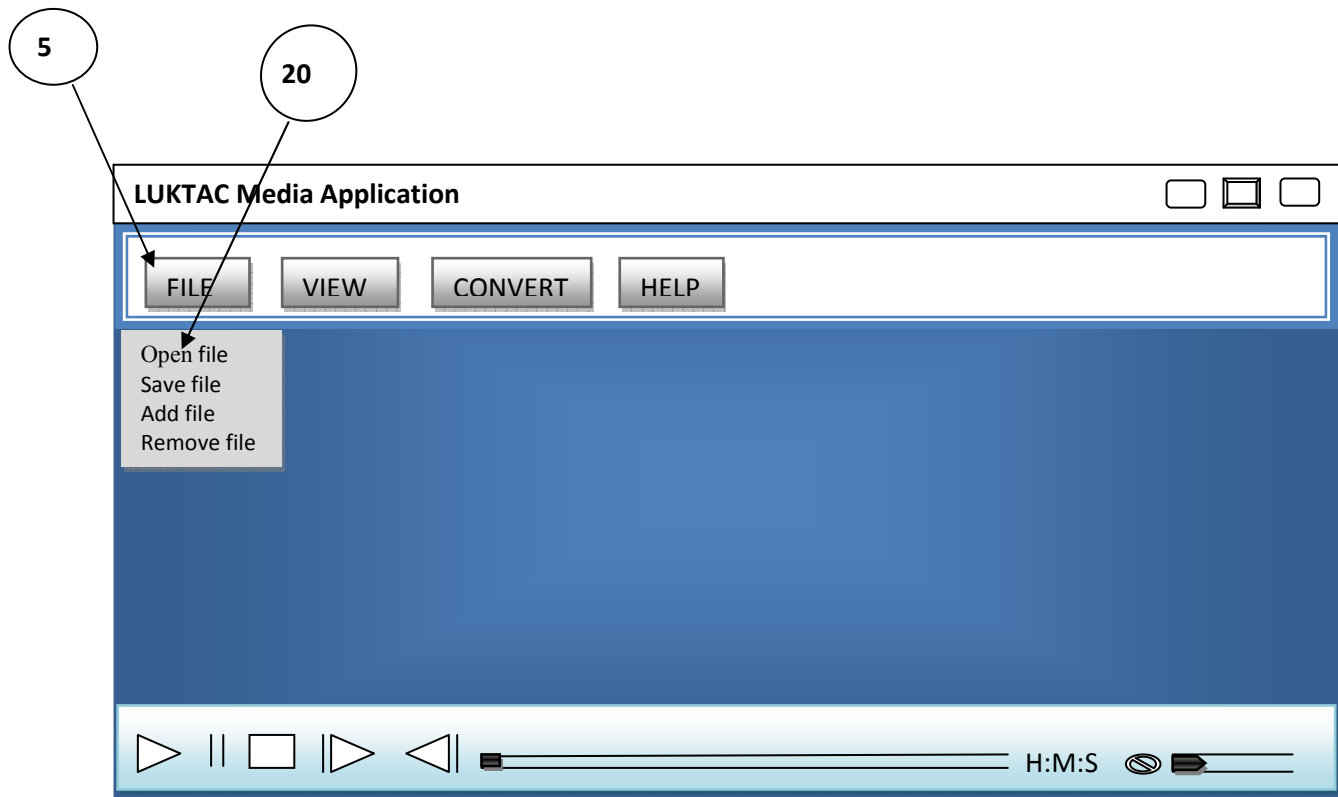 5
20
LUKTAC Media Application
FILE VIEW CONVERT HELP
Open file
Save file
Add file
Remove file
H:M:S